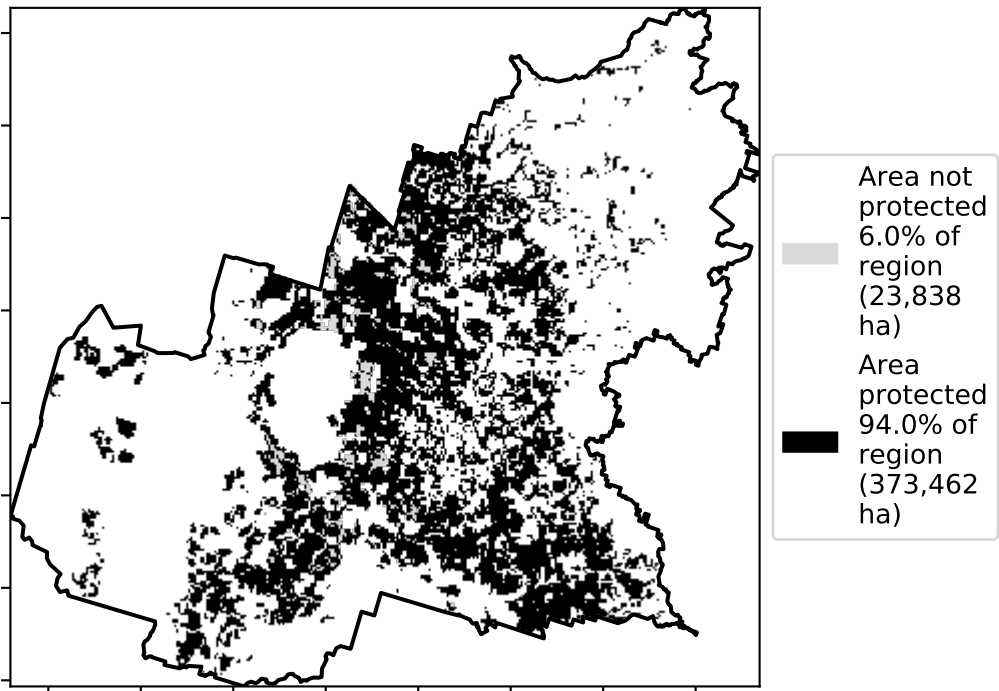 Area not
protected
6.0% of
region
(23,838
ha)
Area
protected
94.0% of
region
(373,462
ha)